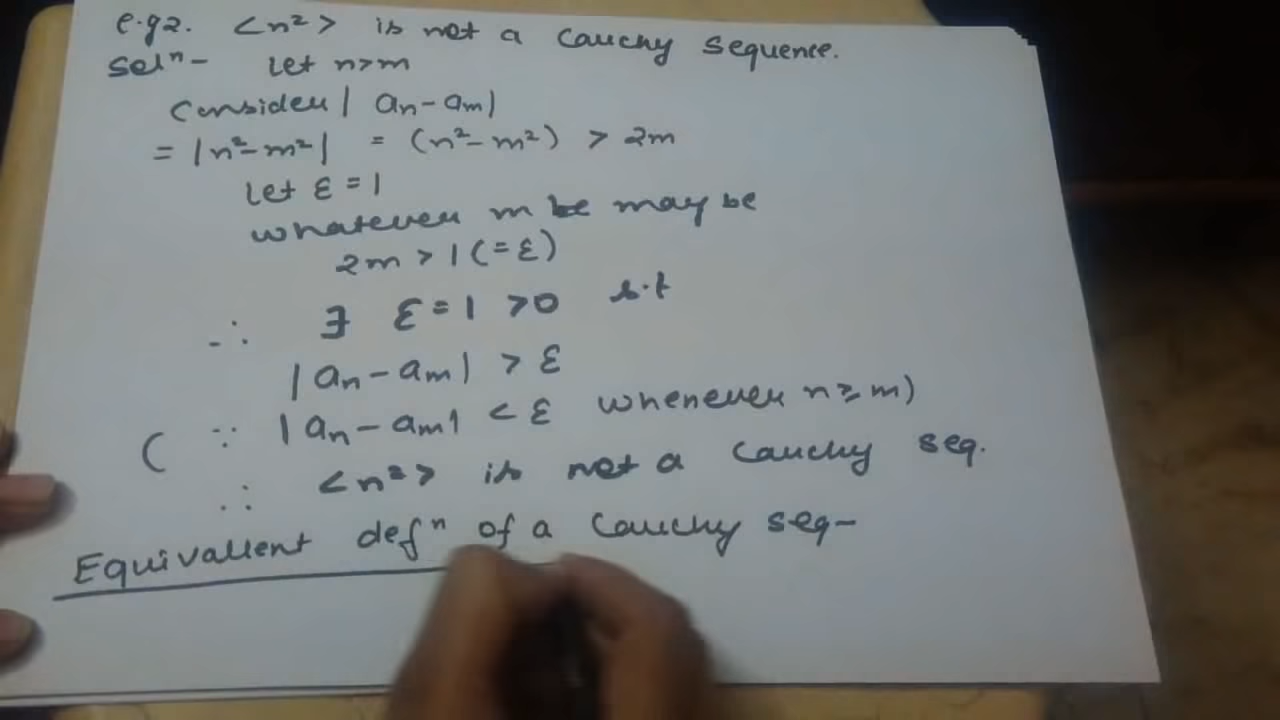 e.g 2. <n²> is not a Cauchy sequence.
Solⁿ- Let n>m
Consider | aₙ - aₘ|
= |n²-m²| = (n²-m²) > 2m
Let ε = 1
whatever m be may be
2m > 1 (=ε)
∴ ∃ ε = 1 >0 s.t
|aₙ - aₘ| > ε
( ∵ |aₙ - aₘ| < ε whenever n ≥ m)
∴ <n²> is not a Cauchy seq.
Equivalent defⁿ of a Cauchy seq-